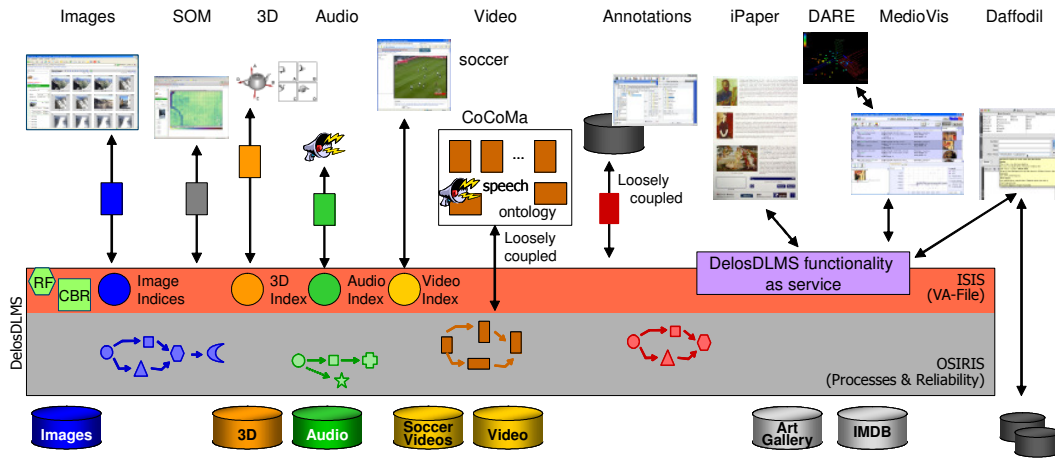 Images SOM 3D Audio Video Annotations iPaper DARE MedioVis Daffodil
soccer
CoCoMa
...
speech
ontology
Loosely
coupled
Loosely
coupled
DelosDLMS functionality
as service
RF
CBR
Image
Indices
3D
Index
Audio
Index
Video
Index
ISIS
(VA-File)
DelosDLMS
OSIRIS
(Processes & Reliability)
Images
3D
Audio
Soccer
Videos
Video
Art
Gallery
IMDB